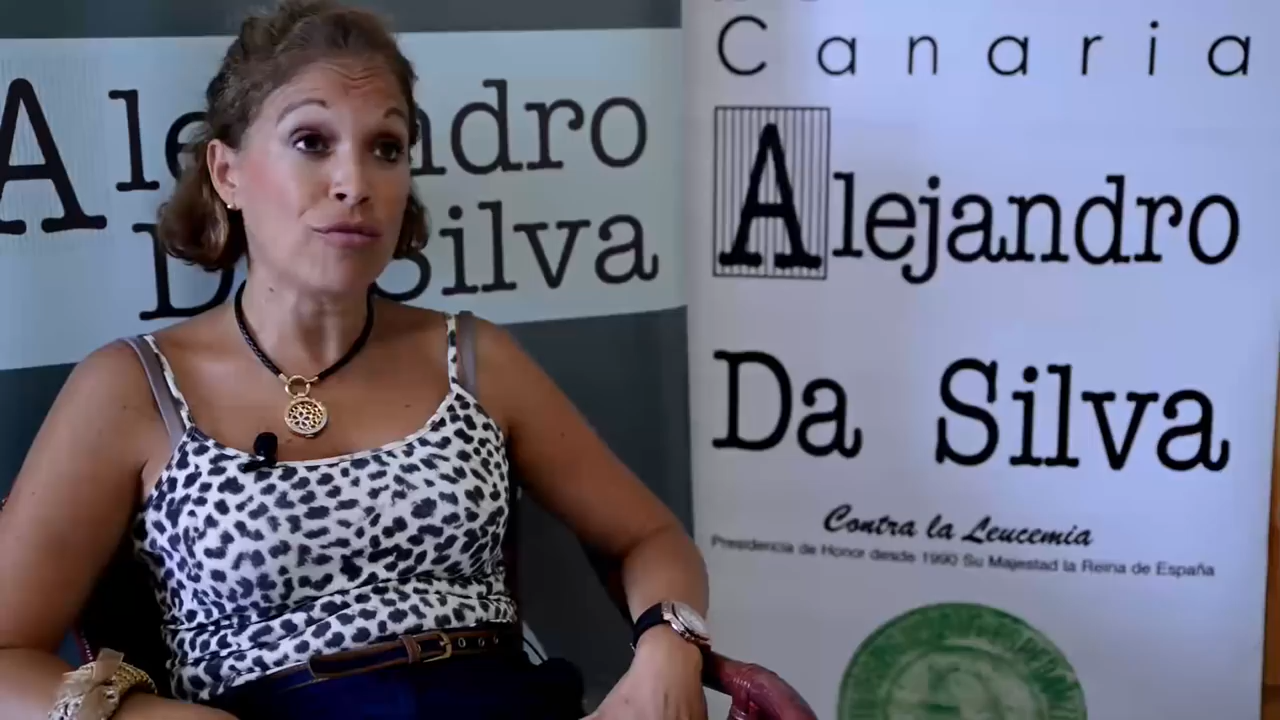 Alejandro
Da Silva
Canaria
Alejandro
Da Silva
Contra la Leucemia
Presidencia de Honor desde 1990 Su Majestad la Reina de España